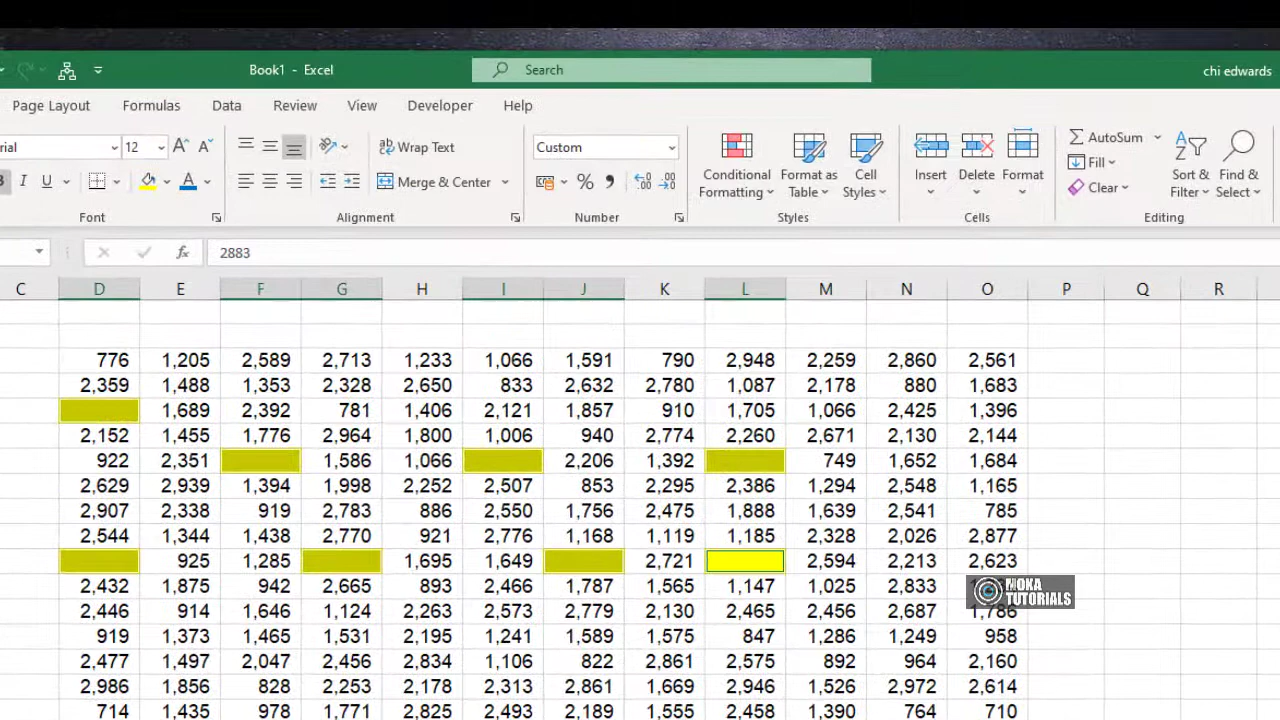 Book1 - Excel
Search
chi edwards
Page Layout Formulas Data Review View Developer Help
rial 12 A A Wrap Text Custom Conditional Formatting Format as Table Cell Styles Insert Delete Format AutoSum Sort & Filter Find & Select
I U A Merge & Center % Fill
Clear
Font Alignment Number Styles Cells Editing
fx 2883
C D E F G H I J K L M N O P Q R
776 1,205 2,589 2,713 1,233 1,066 1,591 790 2,948 2,259 2,860 2,561
2,359 1,488 1,353 2,328 2,650 833 2,632 2,780 1,087 2,178 880 1,683
1,689 2,392 781 1,406 2,121 1,857 910 1,705 1,066 2,425 1,396
2,152 1,455 1,776 2,964 1,800 1,006 940 2,774 2,260 2,671 2,130 2,144
922 2,351 1,586 1,066 2,206 1,392 749 1,652 1,684
2,629 2,939 1,394 1,998 2,252 2,507 853 2,295 2,386 1,294 2,548 1,165
2,907 2,338 919 2,783 886 2,550 1,756 2,475 1,888 1,639 2,541 785
2,544 1,344 1,438 2,770 921 2,776 1,168 1,119 1,185 2,328 2,026 2,877
925 1,285 1,695 1,649 2,721 2,594 2,213 2,623
2,432 1,875 942 2,665 893 2,466 1,787 1,565 1,147 1,025 2,833
MOKA
TUTORIALS
2,446 914 1,646 1,124 2,263 2,573 2,779 2,130 2,465 2,456 2,687 1,786
919 1,373 1,465 1,531 2,195 1,241 1,589 1,575 847 1,286 1,249 958
2,477 1,497 2,047 2,456 2,834 1,106 822 2,861 2,575 892 964 2,160
2,986 1,856 828 2,253 2,178 2,313 2,861 1,669 2,946 1,526 2,972 2,614
714 1,435 978 1,771 2,825 2,493 2,189 1,555 2,458 1,390 764 710